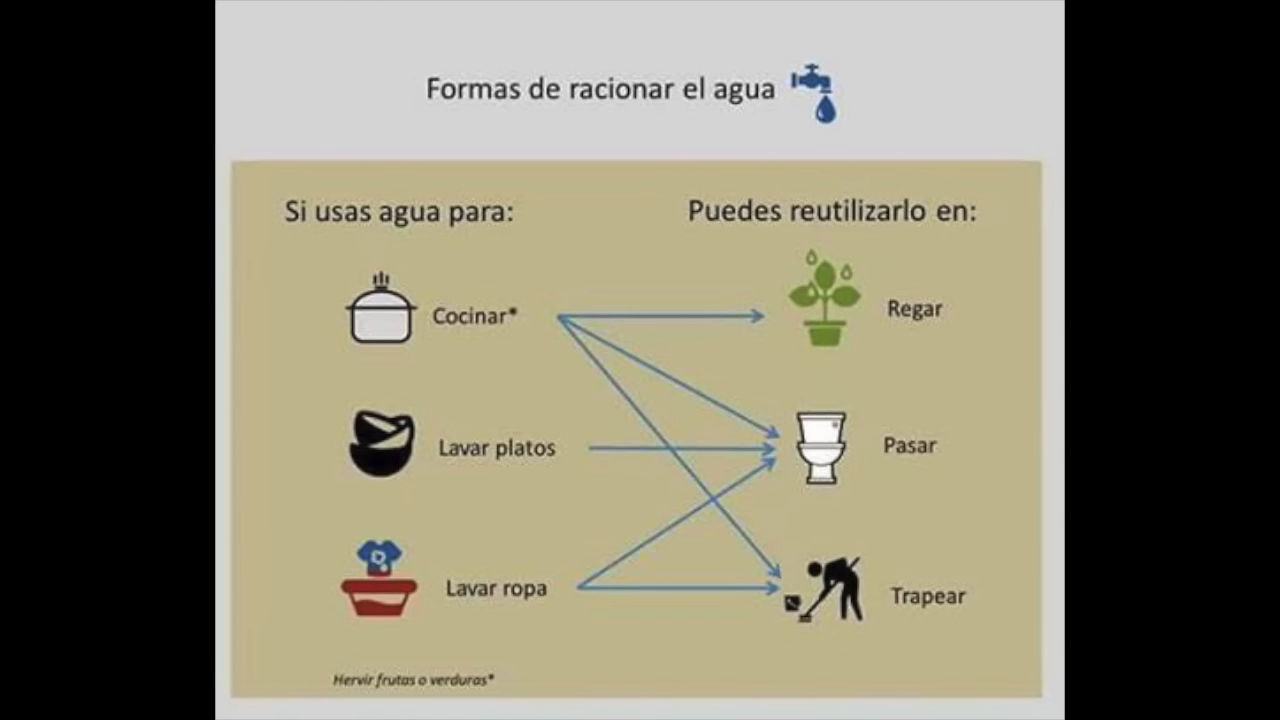 Formas de racionar el agua
Si usas agua para:
Puedes reutilizarlo en:
Cocinar*
Regar
Lavar platos
Pasar
Lavar ropa
Trapear
Hervir frutas o verduras*